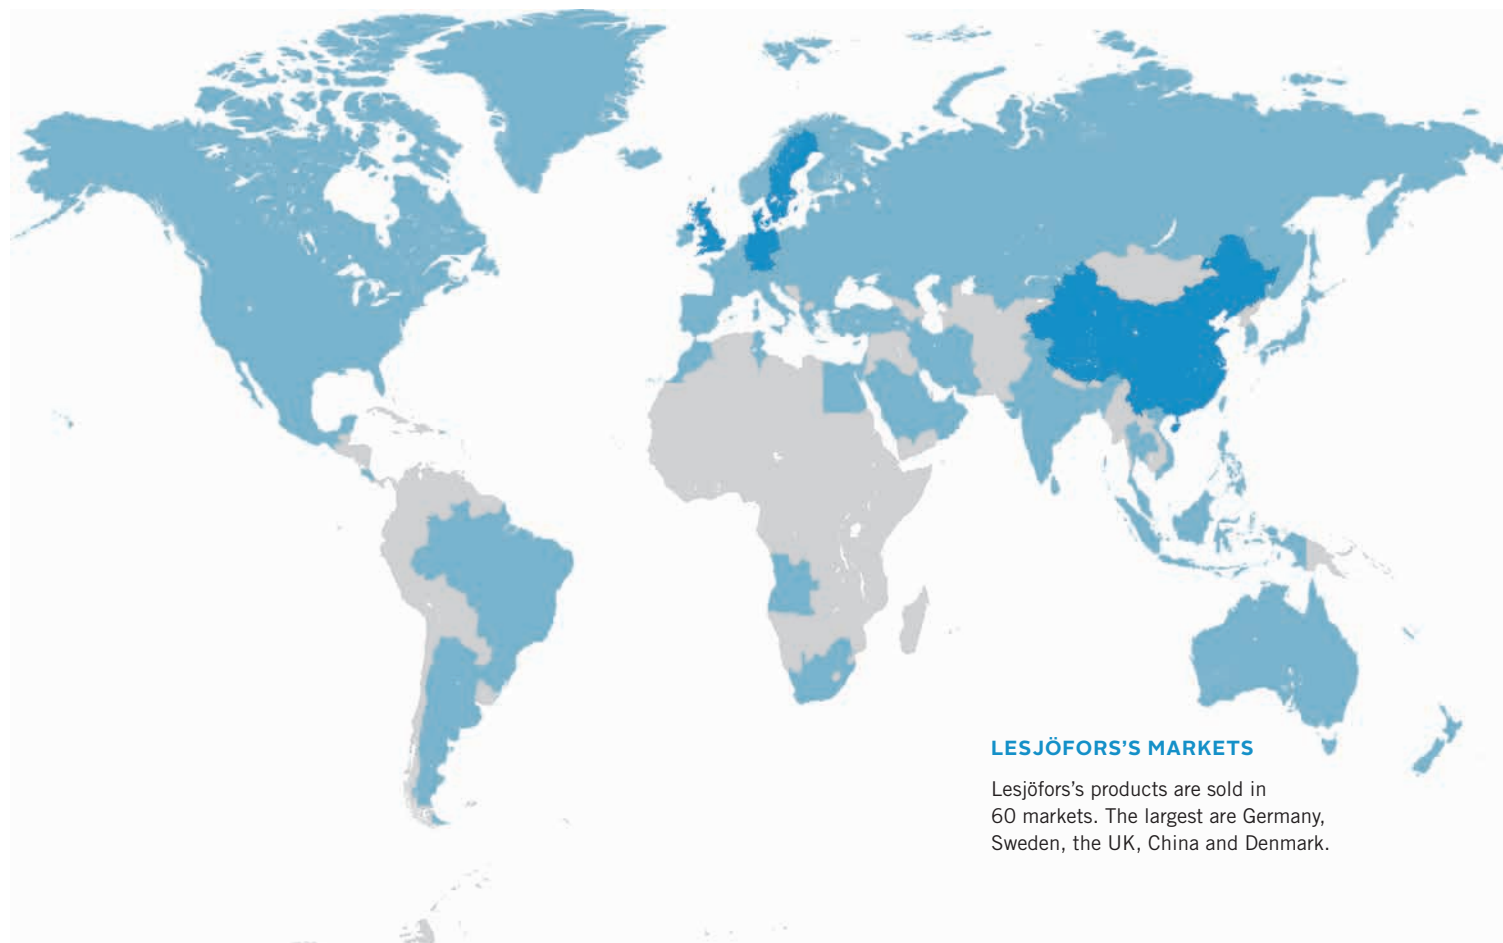 LESJÖFORS’S MARKETS
Lesjöfors’s products are sold in
60 markets. The largest are Germany,
Sweden, the UK, China and Denmark.